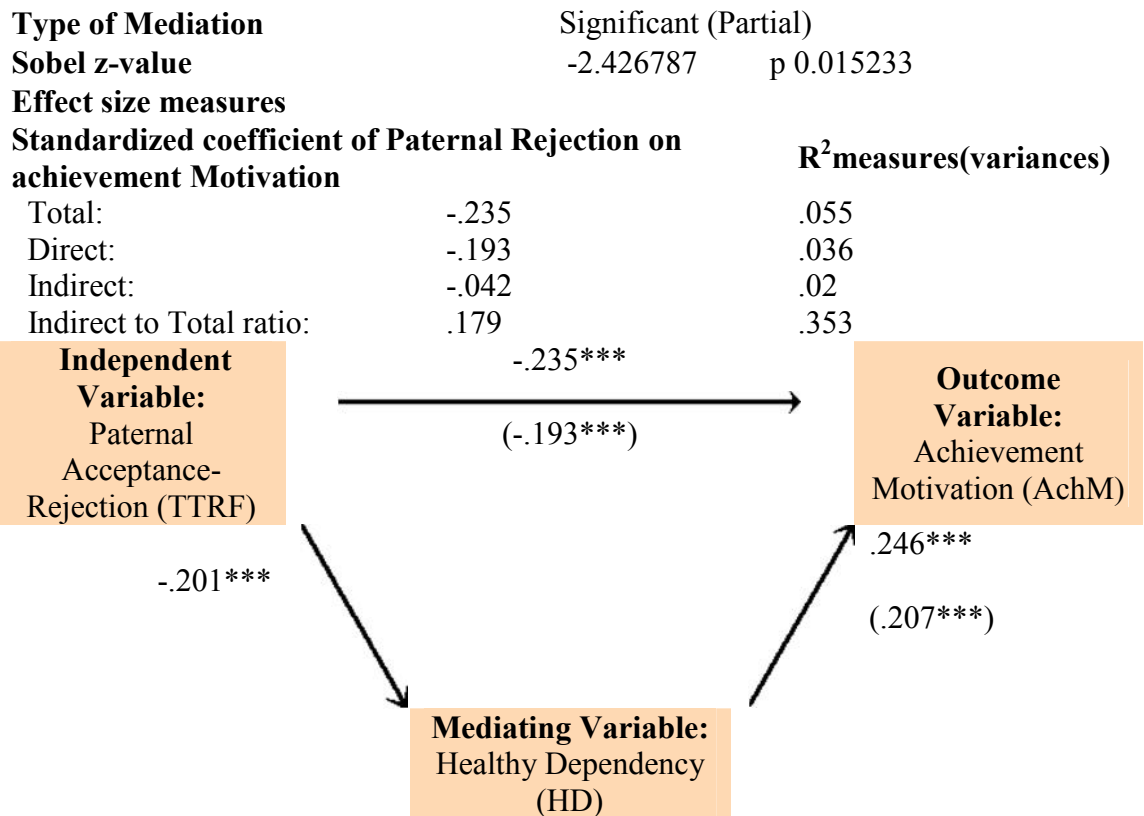 Type of Mediation Significant (Partial)
Sobel z-value -2.426787 p 0.015233
Effect size measures
Standardized coefficient of Paternal Rejection on
achievement Motivation
R²measures(variances)
Total: -.235 .055
Direct: -.193 .036
Indirect: -.042 .02
Indirect to Total ratio: .179 .353
Independent
Variable:
Paternal
Acceptance-
Rejection (TTRF)
-.235***
(-.193***)
Outcome
Variable:
Achievement
Motivation (AchM)
-.201***
.246***
(.207***)
Mediating Variable:
Healthy Dependency
(HD)